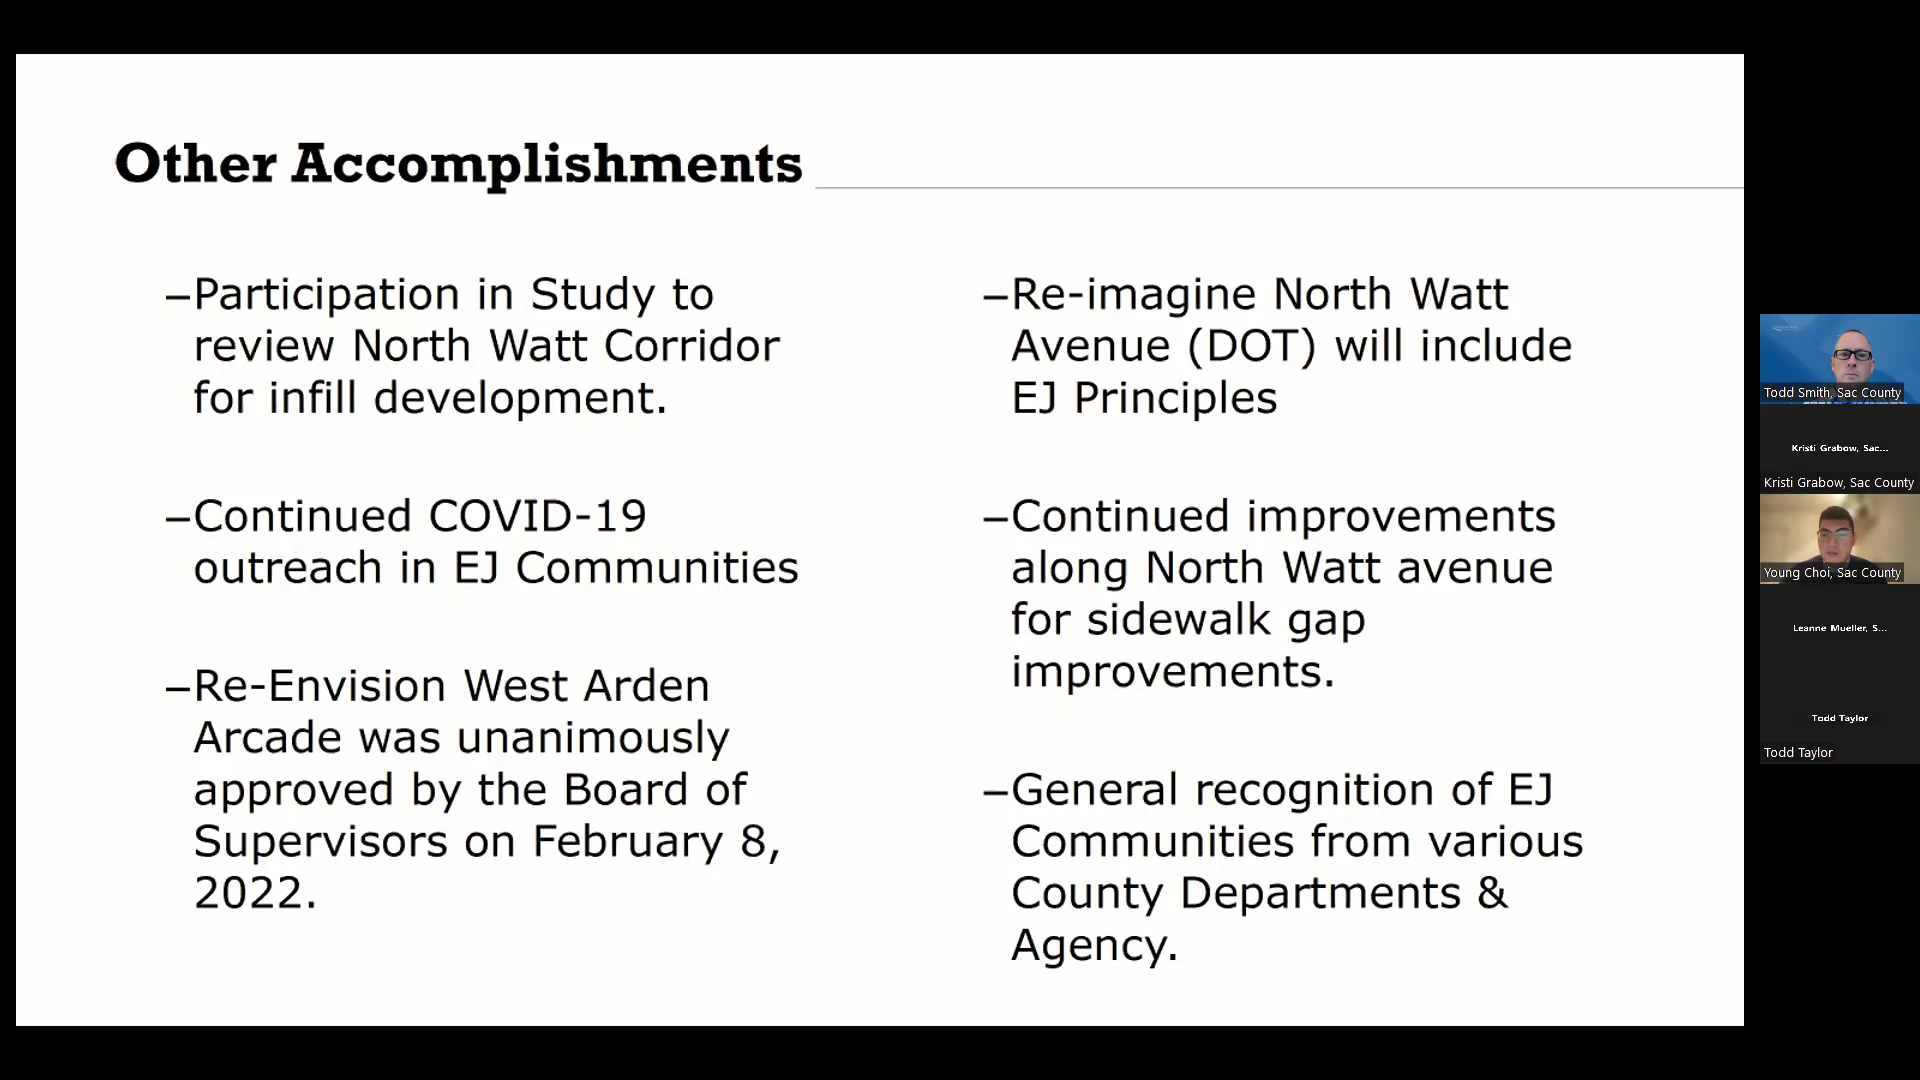 Other Accomplishments
–Participation in Study to
review North Watt Corridor
for infill development.
–Continued COVID-19
outreach in EJ Communities
–Re-Envision West Arden
Arcade was unanimously
approved by the Board of
Supervisors on February 8,
2022.
–Re-imagine North Watt
Avenue (DOT) will include
EJ Principles
–Continued improvements
along North Watt avenue
for sidewalk gap
improvements.
–General recognition of EJ
Communities from various
County Departments &
Agency.
Todd Smith, Sac County
Kristi Grabow, Sac...
Kristi Grabow, Sac County
Young Choi, Sac County
Leanne Mueller, S...
Todd Taylor
Todd Taylor